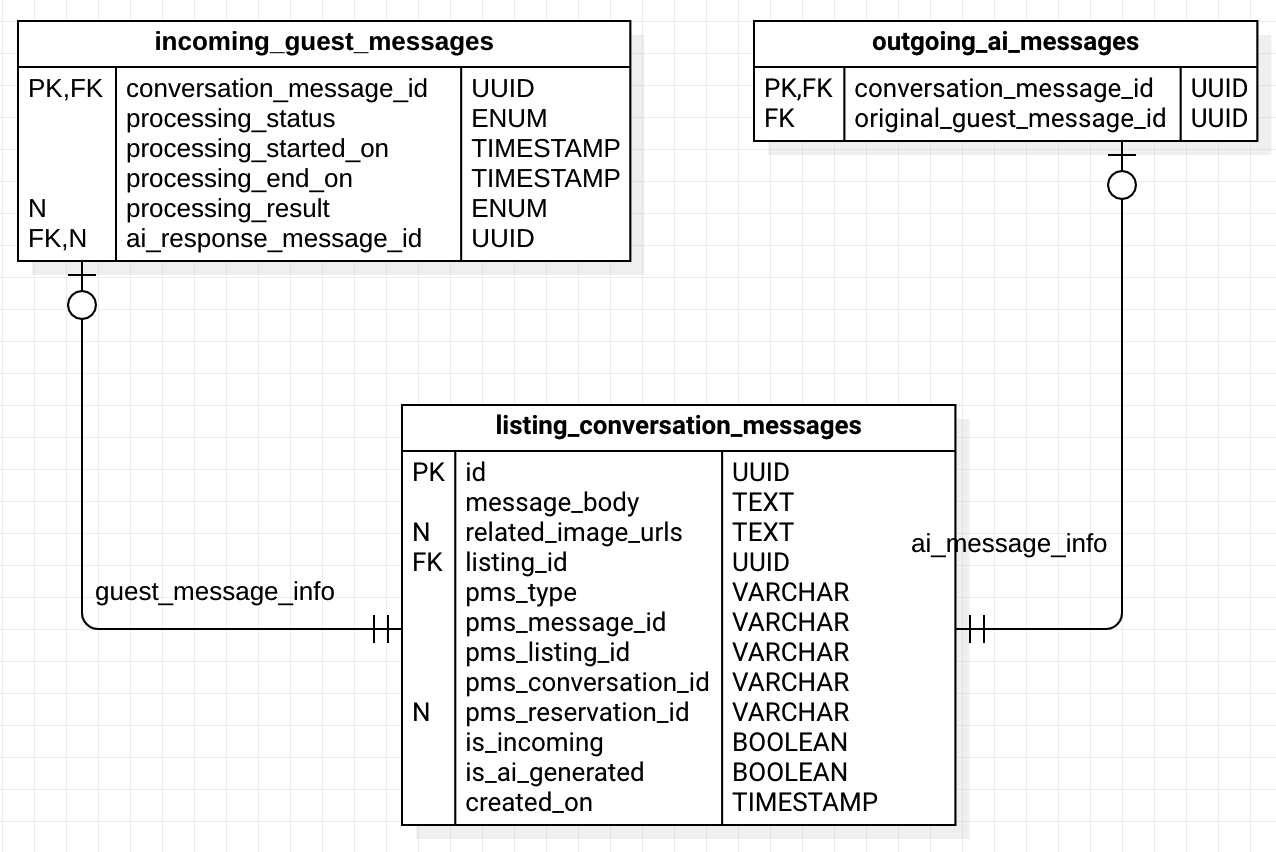 incoming_guest_messages
PK,FK conversation_message_id UUID
processing_status ENUM
processing_started_on TIMESTAMP
processing_end_on TIMESTAMP
N processing_result ENUM
FK,N ai_response_message_id UUID
outgoing_ai_messages
PK,FK conversation_message_id UUID
FK original_guest_message_id UUID
listing_conversation_messages
PK id UUID
message_body TEXT
N related_image_urls TEXT
FK listing_id UUID
pms_type VARCHAR
pms_message_id VARCHAR
pms_listing_id VARCHAR
pms_conversation_id VARCHAR
N pms_reservation_id VARCHAR
is_incoming BOOLEAN
is_ai_generated BOOLEAN
created_on TIMESTAMP
guest_message_info
ai_message_info